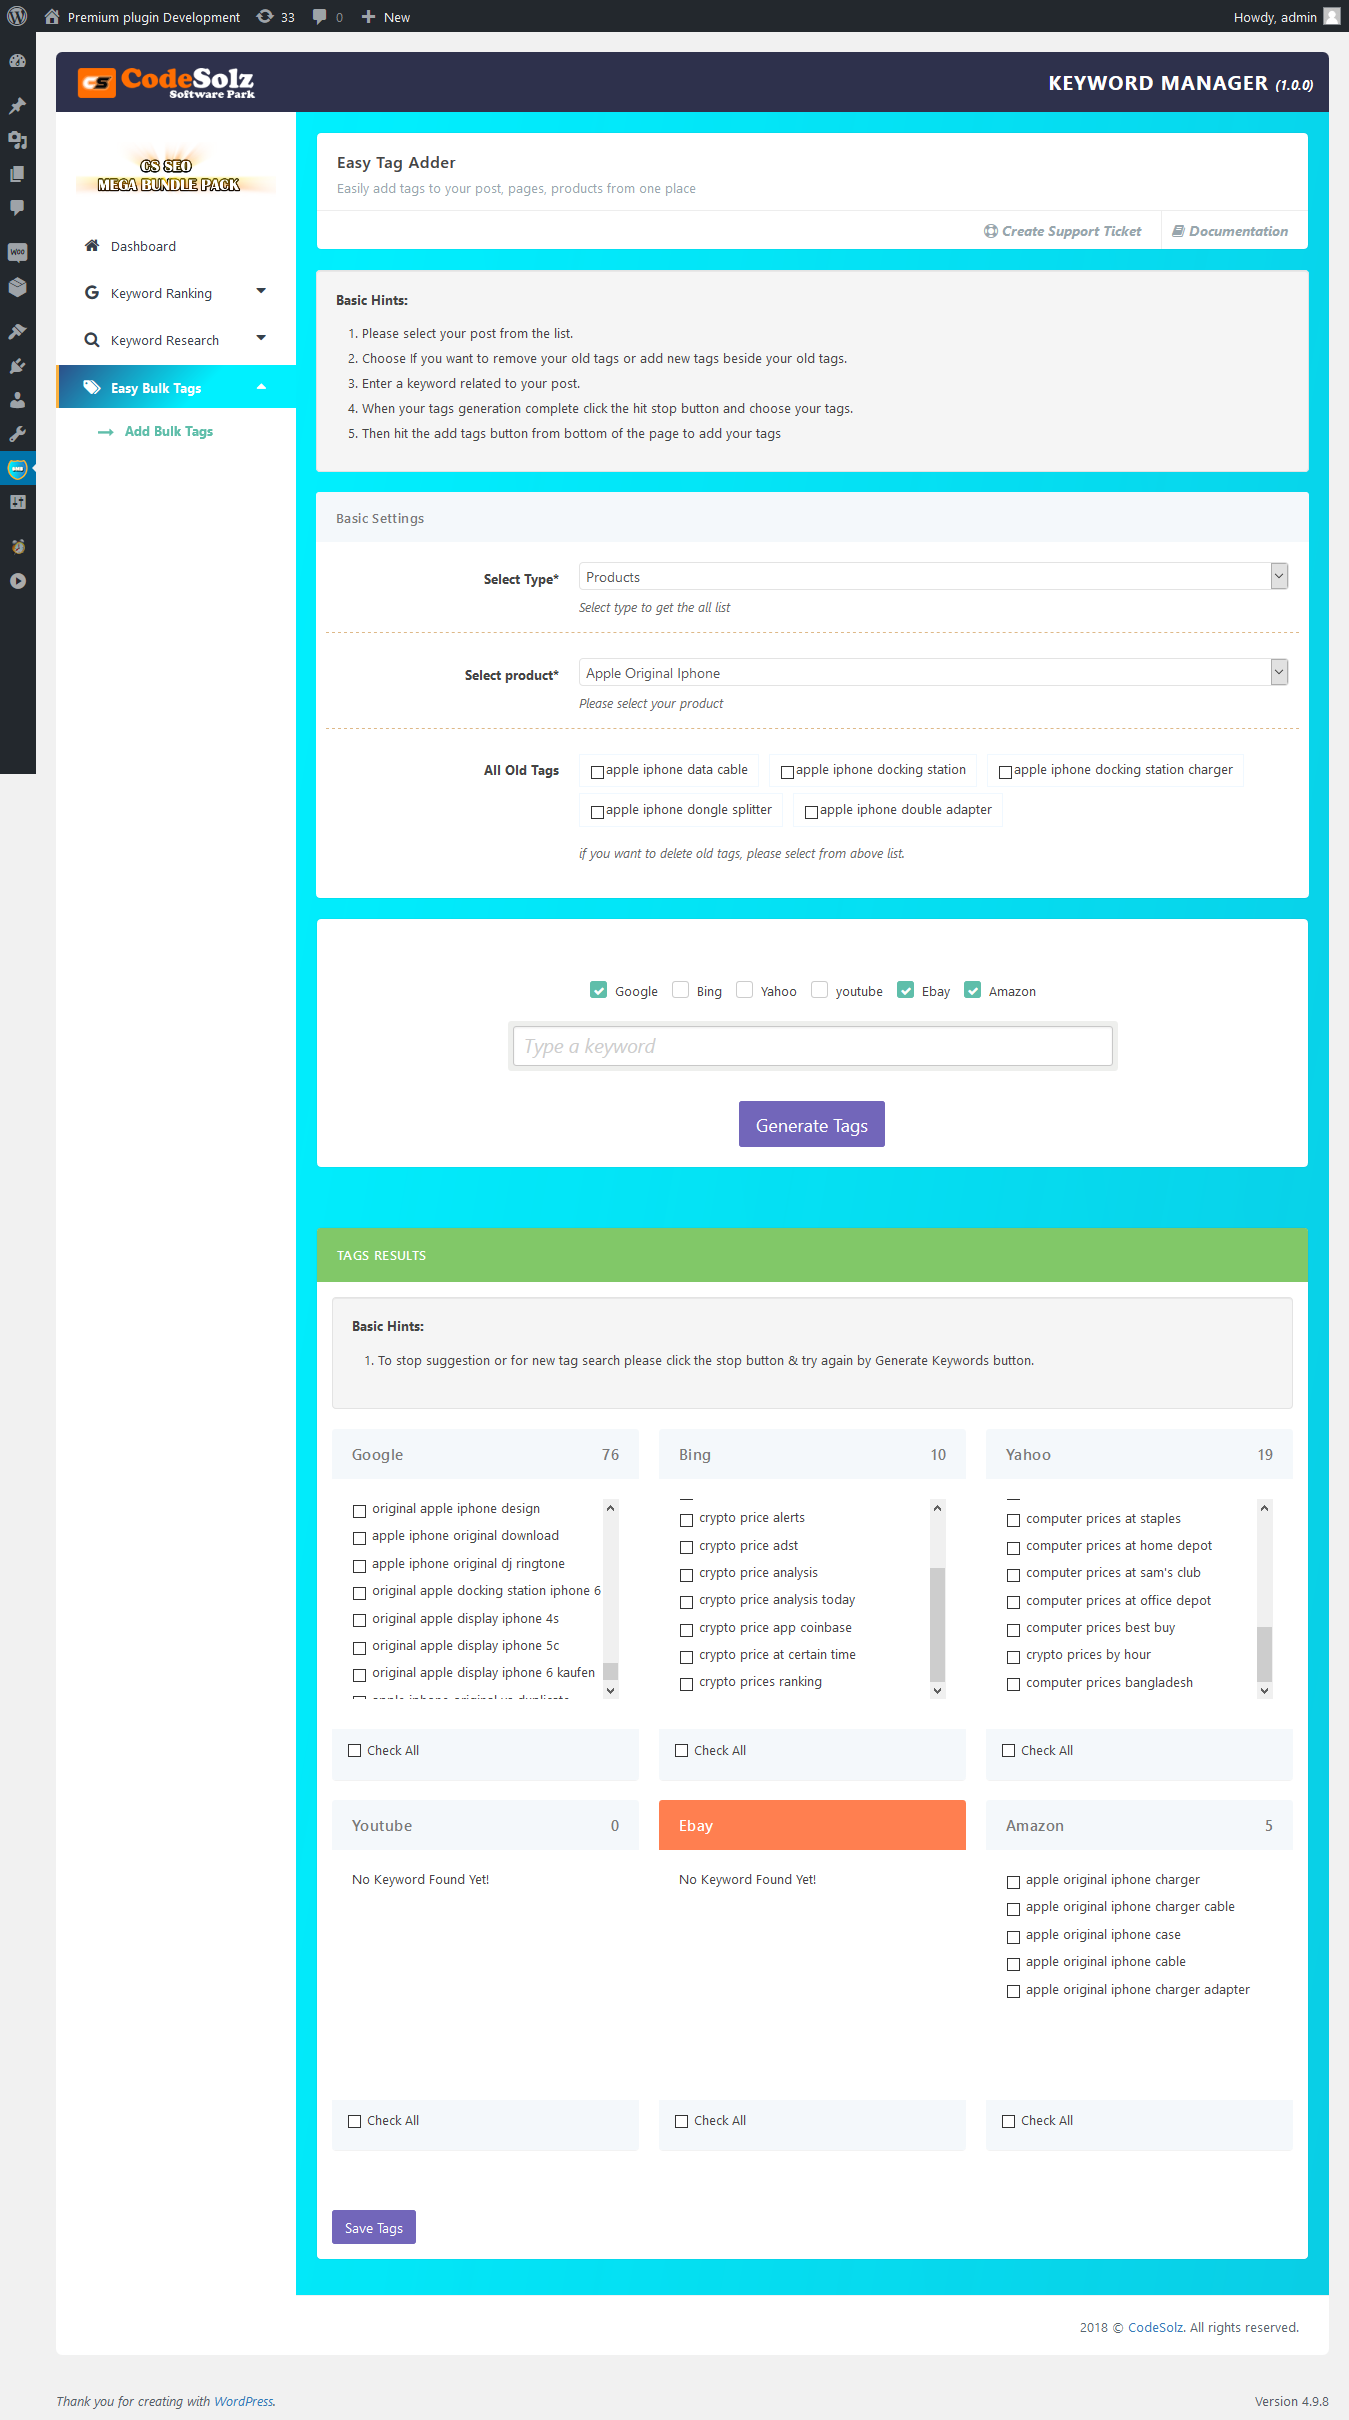 Premium plugin Development 33 0 New Howdy, admin
CodeSolz
Software Park
KEYWORD MANAGER (1.0.0)
CS SEO
MEGA BUNDLE PACK
Dashboard
Keyword Ranking
Keyword Research
Easy Bulk Tags
Add Bulk Tags
Easy Tag Adder
Easily add tags to your post, pages, products from one place
Create Support Ticket Documentation
Basic Hints:
1. Please select your post from the list.
2. Choose If you want to remove your old tags or add new tags beside your old tags.
3. Enter a keyword related to your post.
4. When your tags generation complete click the hit stop button and choose your tags.
5. Then hit the add tags button from bottom of the page to add your tags
Basic Settings
Select Type* Products
Select type to get the all list
Select product* Apple Original Iphone
Please select your product
All Old Tags apple iphone data cable apple iphone docking station apple iphone docking station charger
apple iphone dongle splitter apple iphone double adapter
if you want to delete old tags, please select from above list.
Google Bing Yahoo youtube Ebay Amazon
Type a keyword
Generate Tags
TAGS RESULTS
Basic Hints:
1. To stop suggestion or for new tag search please click the stop button & try again by Generate Keywords button.
Google 76
original apple iphone design
apple iphone original download
apple iphone original dj ringtone
original apple docking station iphone 6
original apple display iphone 4s
original apple display iphone 5c
original apple display iphone 6 kaufen
Check All
Bing 10
crypto price alerts
crypto price adst
crypto price analysis
crypto price analysis today
crypto price app coinbase
crypto price at certain time
crypto prices ranking
Check All
Yahoo 19
computer prices at staples
computer prices at home depot
computer prices at sam's club
computer prices at office depot
computer prices best buy
crypto prices by hour
computer prices bangladesh
Check All
Youtube 0
No Keyword Found Yet!
Check All
Ebay
No Keyword Found Yet!
Check All
Amazon 5
apple original iphone charger
apple original iphone charger cable
apple original iphone case
apple original iphone cable
apple original iphone charger adapter
Check All
Save Tags
2018 © CodeSolz. All rights reserved.
Thank you for creating with WordPress. Version 4.9.8